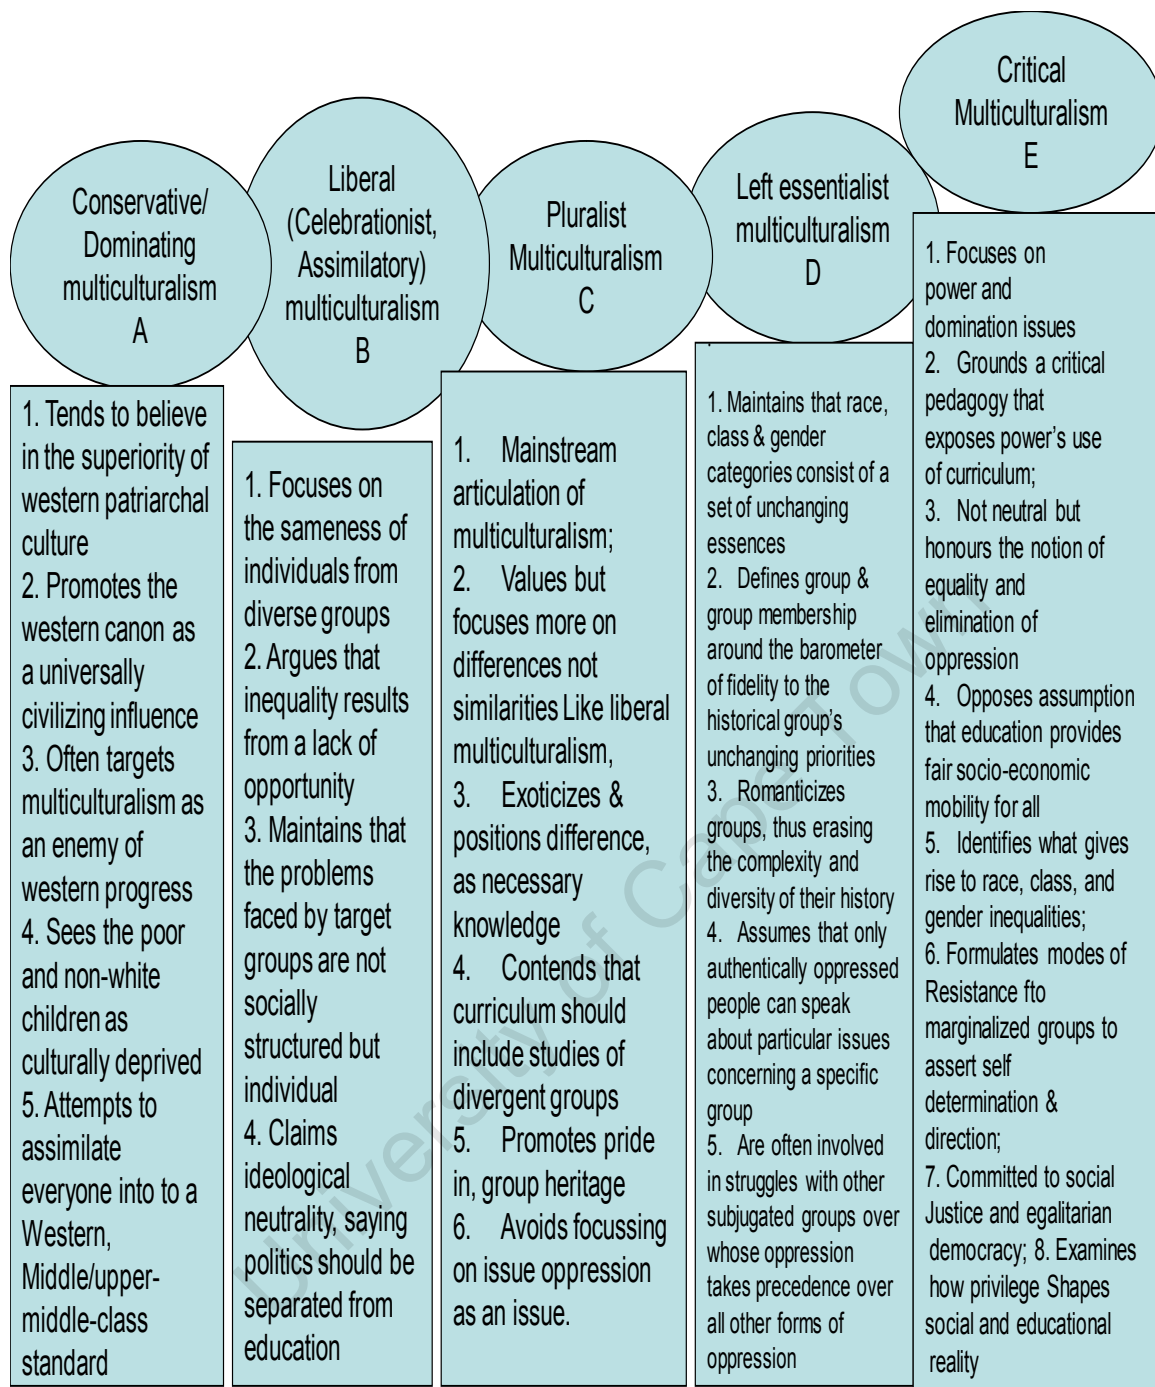 Conservative/
Dominating
multiculturalism
A
1. Tends to believe
in the superiority of
western patriarchal
culture
2. Promotes the
western canon as
a universally
civilizing influence
3. Often targets
multiculturalism as
an enemy of
western progress
4. Sees the poor
and non-white
children as
culturally deprived
5. Attempts to
assimilate
everyone into to a
Western,
Middle/upper-
middle-class
standard
Liberal
(Celebrationist,
Assimilatory)
multiculturalism
B
1. Focuses on
the sameness of
individuals from
diverse groups
2. Argues that
inequality results
from a lack of
opportunity
3. Maintains that
the problems
faced by target
groups are not
socially
structured but
individual
4. Claims
ideological
neutrality, saying
politics should be
separated from
education
Pluralist
Multiculturalism
C
1. Mainstream
articulation of
multiculturalism;
2. Values but
focuses more on
differences not
similarities Like liberal
multiculturalism,
3. Exoticizes &
positions difference,
as necessary
knowledge
4. Contends that
curriculum should
include studies of
divergent groups
5. Promotes pride
in, group heritage
6. Avoids focussing
on issue oppression
as an issue.
Left essentialist
multiculturalism
D
1. Maintains that race,
class & gender
categories consist of a
set of unchanging
essences
2. Defines group &
group membership
around the barometer
of fidelity to the
historical group's
unchanging priorities
3. Romanticizes
groups, thus erasing
the complexity and
diversity of their history
4. Assumes that only
authentically oppressed
people can speak
about particular issues
concerning a specific
group
5. Are often involved
in struggles with other
subjugated groups over
whose oppression
takes precedence over
all other forms of
oppression
Critical
Multiculturalism
E
1. Focuses on
power and
domination issues
2. Grounds a critical
pedagogy that
exposes power's use
of curriculum;
3. Not neutral but
honours the notion of
equality and
elimination of
oppression
4. Opposes assumption
that education provides
fair socio-economic
mobility for all
5. Identifies what gives
rise to race, class, and
gender inequalities;
6. Formulates modes of
Resistance fto
marginalized groups to
assert self
determination &
direction;
7. Committed to social
Justice and egalitarian
democracy; 8. Examines
how privilege Shapes
social and educational
reality
University of Cape Town